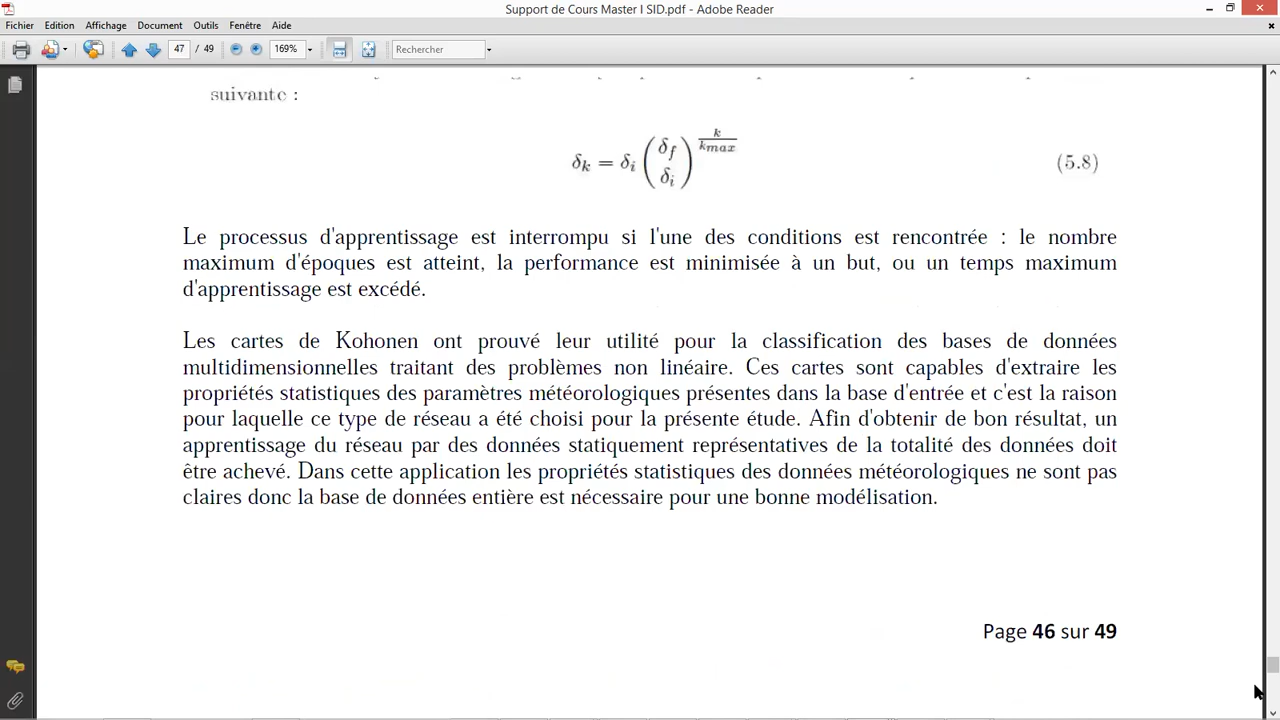 Support de Cours Master I SID.pdf - Adobe Reader
Fichier Edition Affichage Document Outils Fenêtre Aide
47 / 49 169% Rechercher
suivante :
δk = δi (δf / δi)^(k / kmax) (5.8)
Le processus d'apprentissage est interrompu si l'une des conditions est rencontrée : le nombre
maximum d'époques est atteint, la performance est minimisée à un but, ou un temps maximum
d'apprentissage est excédé.
Les cartes de Kohonen ont prouvé leur utilité pour la classification des bases de données
multidimensionnelles traitant des problèmes non linéaire. Ces cartes sont capables d'extraire les
propriétés statistiques des paramètres météorologiques présentes dans la base d'entrée et c'est la raison
pour laquelle ce type de réseau a été choisi pour la présente étude. Afin d'obtenir de bon résultat, un
apprentissage du réseau par des données statiquement représentatives de la totalité des données doit
être achevé. Dans cette application les propriétés statistiques des données météorologiques ne sont pas
claires donc la base de données entière est nécessaire pour une bonne modélisation.
Page 46 sur 49